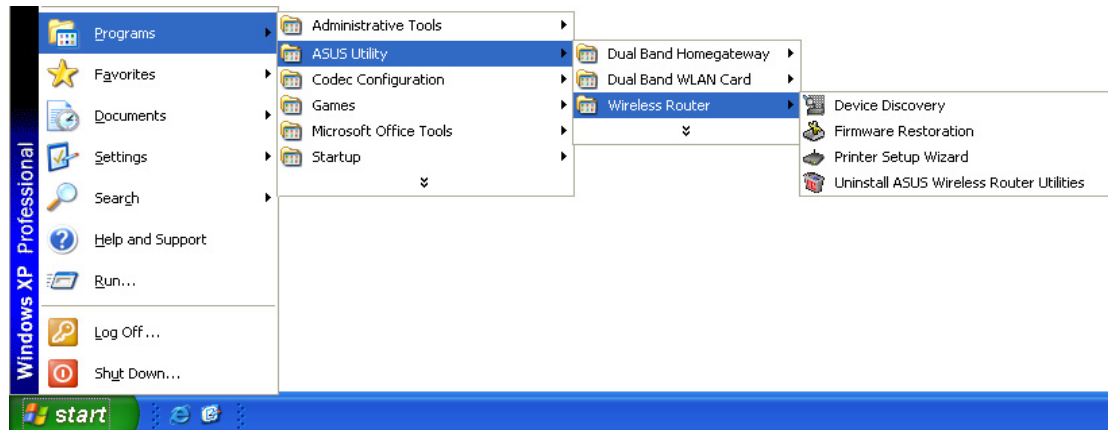 Windows XP Professional
Programs
Favorites
Documents
Settings
Search
Help and Support
Run...
Log Off...
Shut Down...
Administrative Tools
ASUS Utility
Codec Configuration
Games
Microsoft Office Tools
Startup
Dual Band Homegateway
Dual Band WLAN Card
Wireless Router
Device Discovery
Firmware Restoration
Printer Setup Wizard
Uninstall ASUS Wireless Router Utilities
start